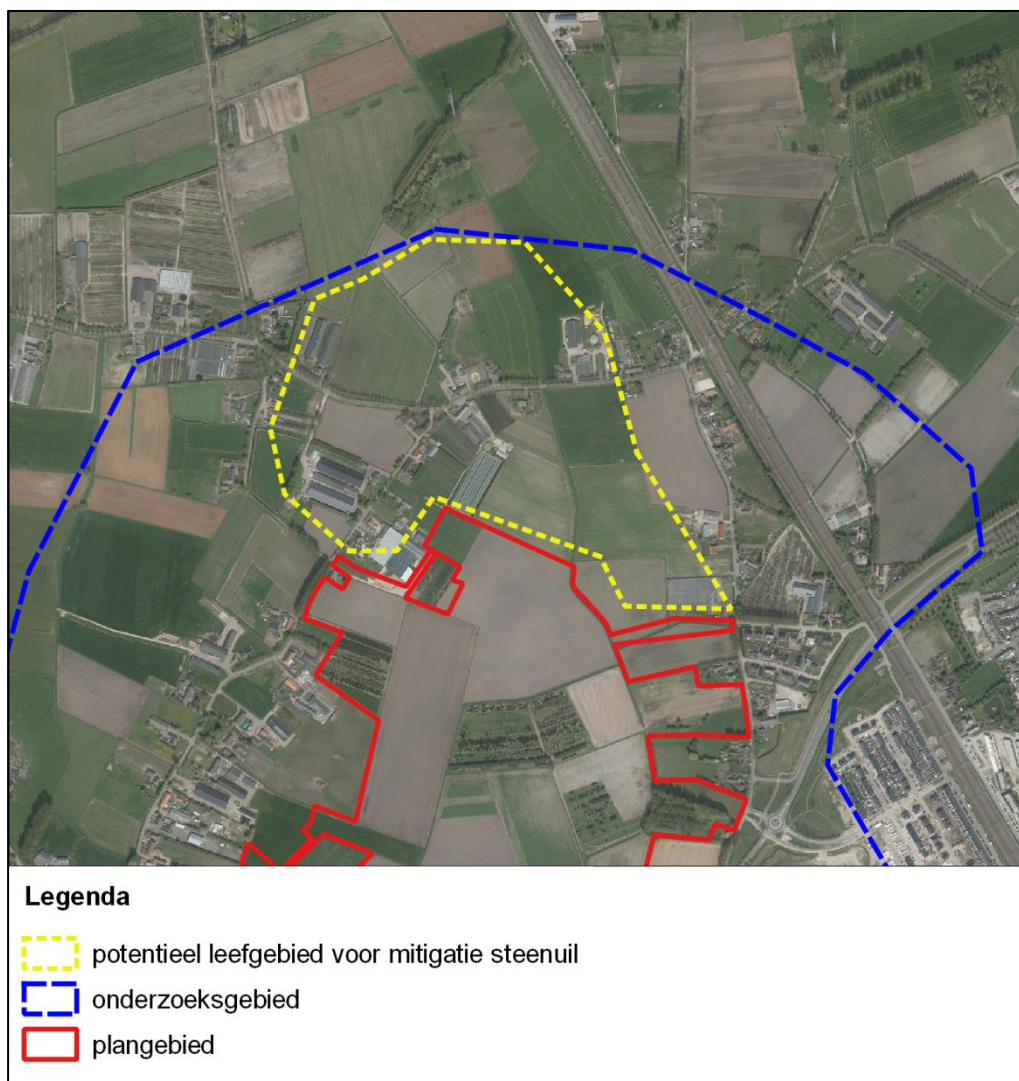 Legenda
potentieel leefgebied voor mitigatie steenuil
onderzoeksgebied
plangebied